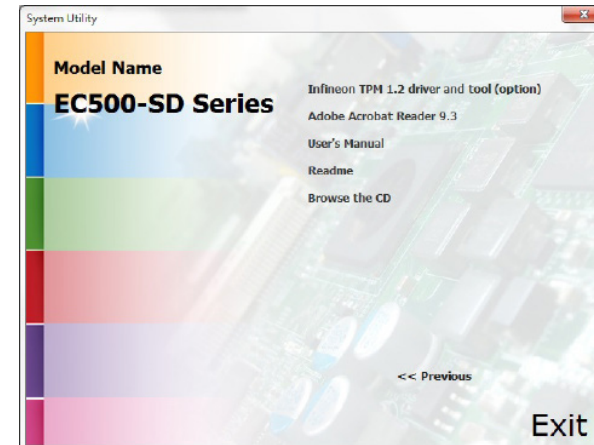 System Utility
Model Name
EC500-SD Series
Infineon TPM 1.2 driver and tool (option)
Adobe Acrobat Reader 9.3
User's Manual
Readme
Browse the CD
<< Previous
Exit